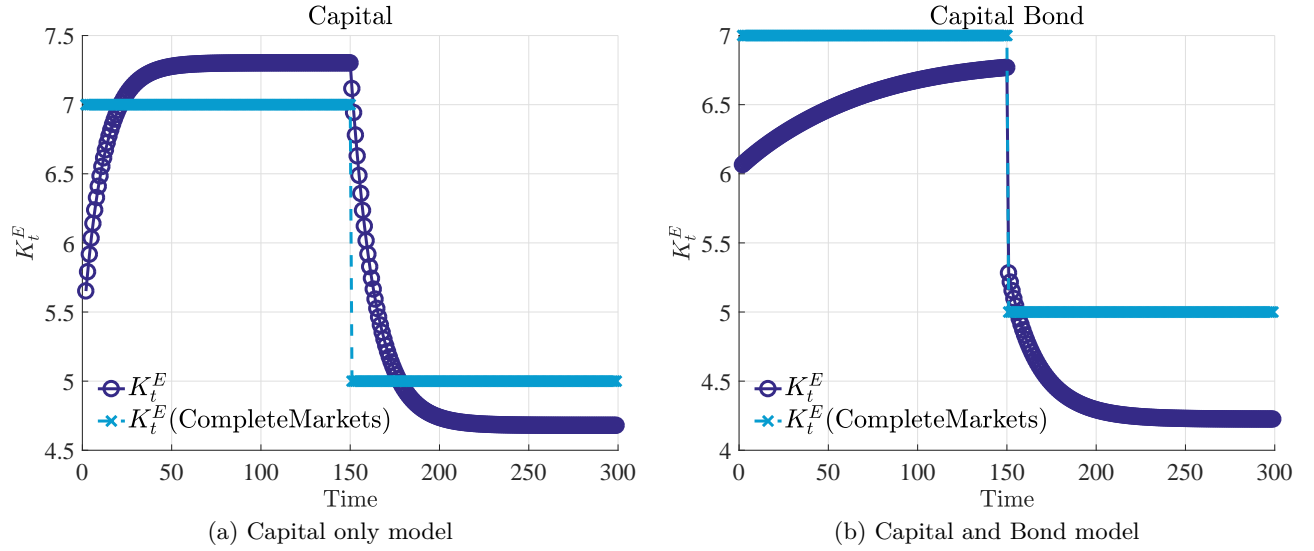 Capital
7.5
7
6.5
6
5.5
5
4.5
K_t^E
K_t^E
K_t^E(CompleteMarkets)
0 50 100 150 200 250 300
Time
(a) Capital only model
Capital Bond
7
6.5
6
5.5
5
4.5
4
K_t^E
K_t^E
K_t^E(CompleteMarkets)
0 50 100 150 200 250 300
Time
(b) Capital and Bond model